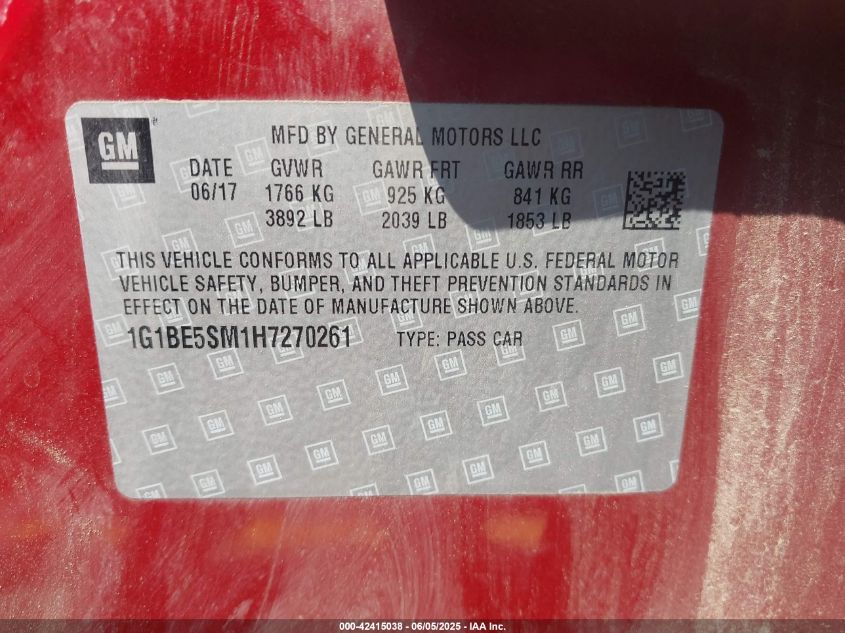 GM
MFD BY GENERAL MOTORS LLC
DATE GVWR GAWR FRT GAWR RR
06/17 1766 KG 925 KG 841 KG
3892 LB 2039 LB 1853 LB
THIS VEHICLE CONFORMS TO ALL APPLICABLE U.S. FEDERAL MOTOR
VEHICLE SAFETY, BUMPER, AND THEFT PREVENTION STANDARDS IN
EFFECT ON THE DATE OF MANUFACTURE SHOWN ABOVE.
1G1BE5SM1H7270261 TYPE: PASS CAR
000-42415038 - 06/05/2025 - IAA Inc.